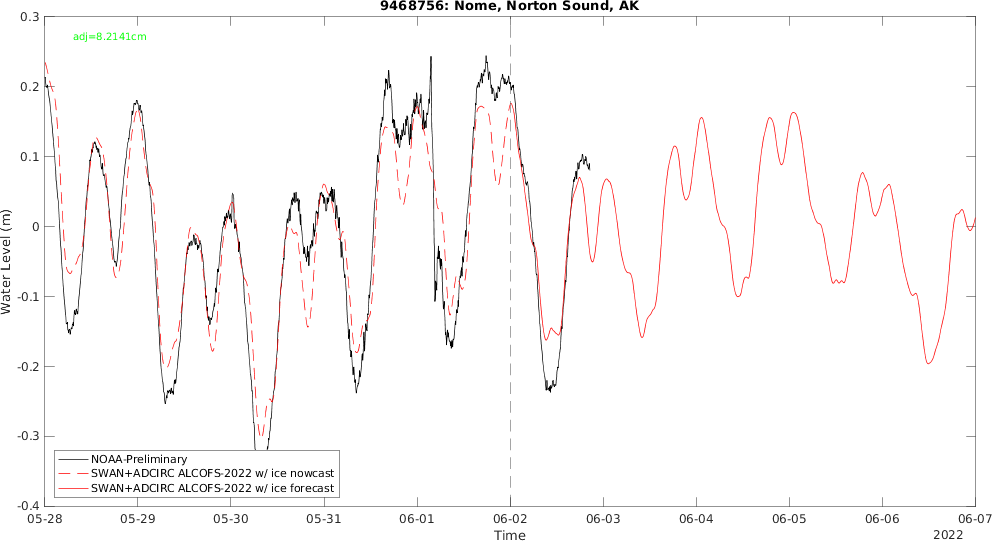 9468756: Nome, Norton Sound, AK
adj=8.2141cm
Water Level (m)
0.3
0.2
0.1
0
-0.1
-0.2
-0.3
-0.4
NOAA-Preliminary
SWAN+ADCIRC ALCOFS-2022 w/ ice nowcast
SWAN+ADCIRC ALCOFS-2022 w/ ice forecast
05-28 05-29 05-30 05-31 06-01 06-02 06-03 06-04 06-05 06-06 06-07
Time
2022